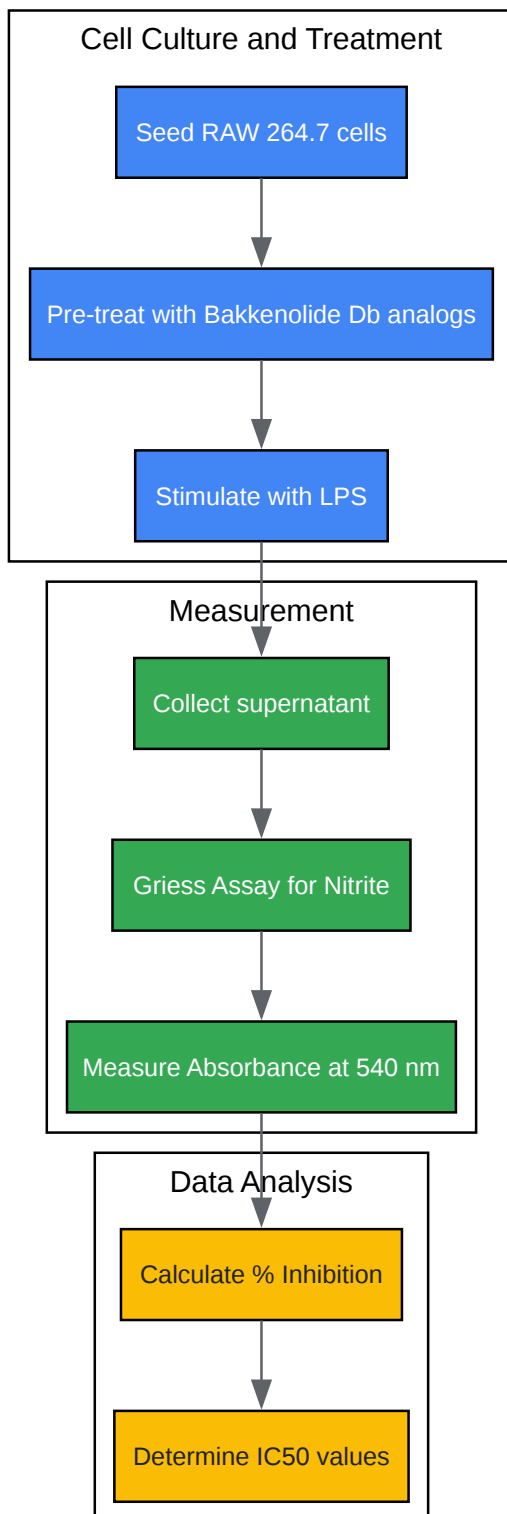 Cell Culture and Treatment
Seed RAW 264.7 cells
Pre-treat with Bakkenolide Db analogs
Stimulate with LPS
Measurement
Collect supernatant
Griess Assay for Nitrite
Measure Absorbance at 540 nm
Data Analysis
Calculate % Inhibition
Determine IC50 values